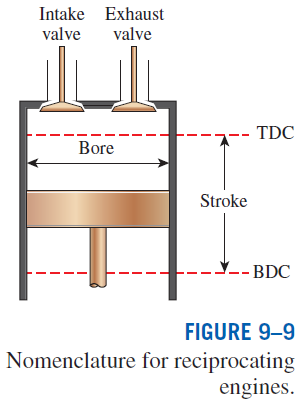 Intake Exhaust
valve valve
TDC
Bore
Stroke
BDC
FIGURE 9–9
Nomenclature for reciprocating
engines.